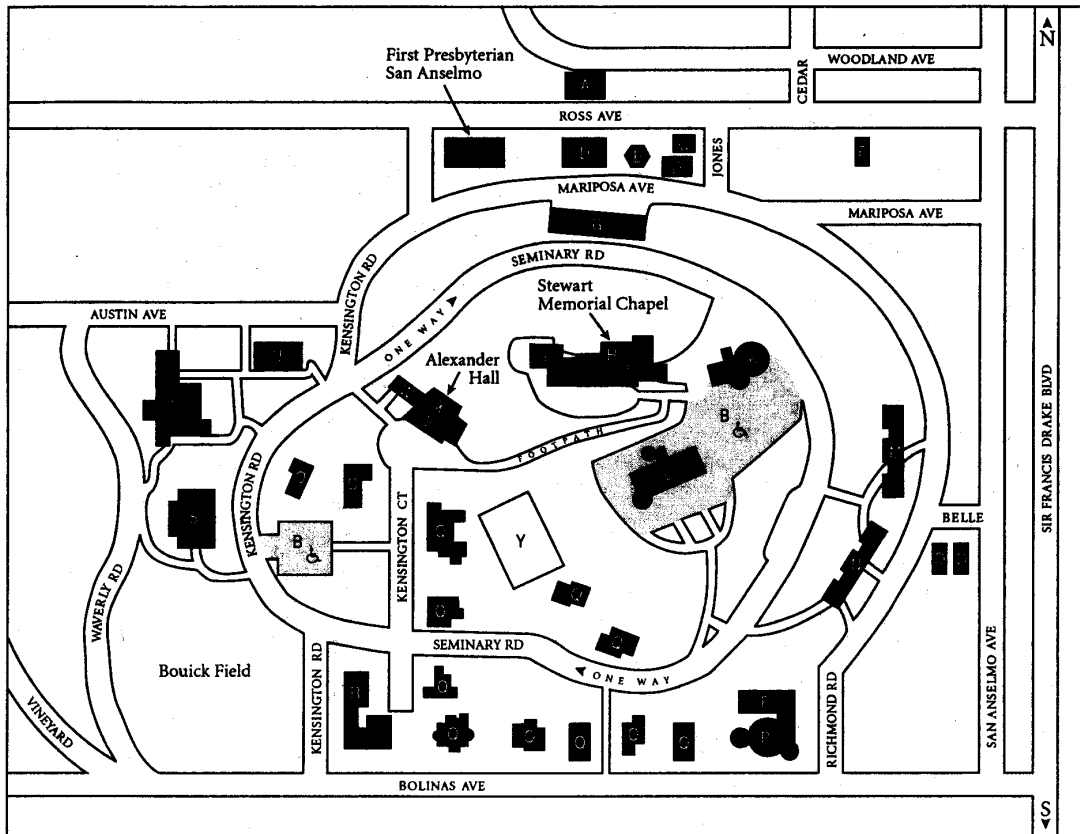 N
WOODLAND AVE
CEDAR
First Presbyterian
San Anselmo
A
ROSS AVE
JONES
MARIPOSA AVE
MARIPOSA AVE
SEMINARY RD
KENSINGTON RD
Stewart
Memorial Chapel
AUSTIN AVE
ONE WAY
Alexander
Hall
B
FOOTPATH
SIR FRANCIS DRAKE BLVD
KENSINGTON RD
KENSINGTON CT
BELLE
Y
B
WAVERLY RD
SEMINARY RD
Bouick Field
ONE WAY
KENSINGTON RD
RICHMOND RD
SAN ANSELMO AVE
VINEYARD
Q
Q
Q
Q
BOLINAS AVE
S